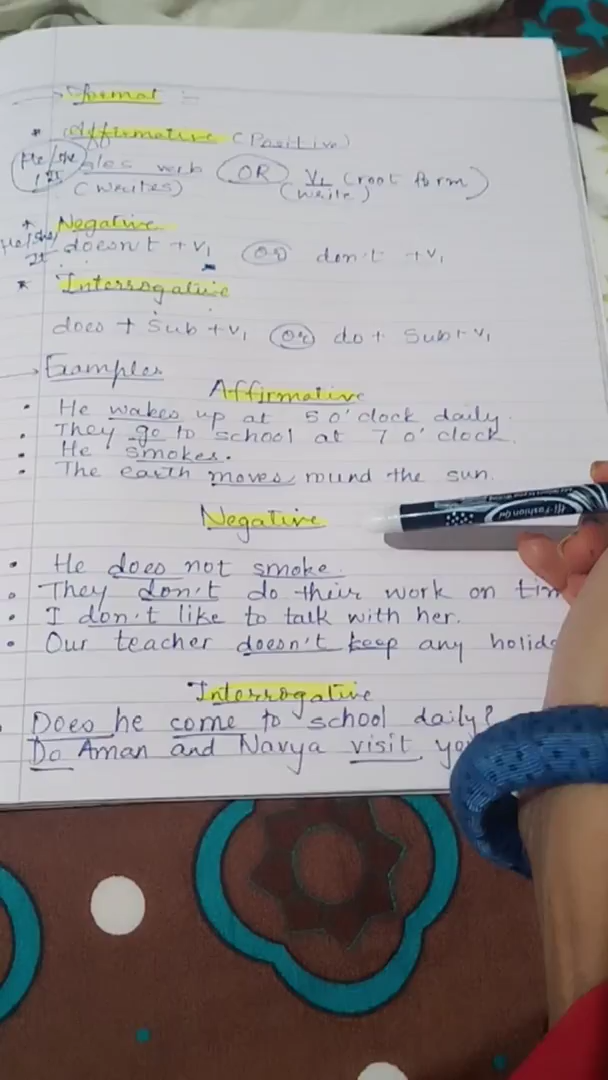 → Format :-
* Affirmative (Positive)
He/she/It s/es verb OR V1 (root form)
(writes) (write)
* Negative
He/she/It doesn't + V1 OR don't + V1
* Interrogative
does + Sub + V1 OR do + Sub + V1
→ Examples
Affirmative
• He wakes up at 5 o'clock daily.
• They go to school at 7 o'clock.
• He smokes.
• The earth moves round the sun.
Negative
• He does not smoke.
• They don't do their work on
• I don't like to talk with her.
• Our teacher doesn't keep any
Interrogative
Does he come to school daily?
Do Aman and Navya visit